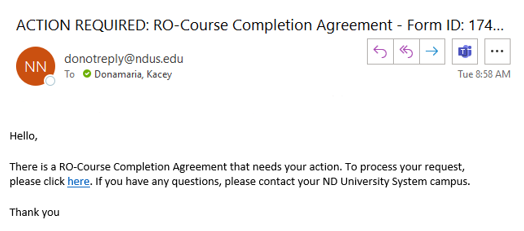 ACTION REQUIRED: RO-Course Completion Agreement - Form ID: 174...
NN
donotreply@ndus.edu
To Donamaria, Kacey
Tue 8:58 AM
Hello,
There is a RO-Course Completion Agreement that needs your action. To process your request,
please click here. If you have any questions, please contact your ND University System campus.
Thank you